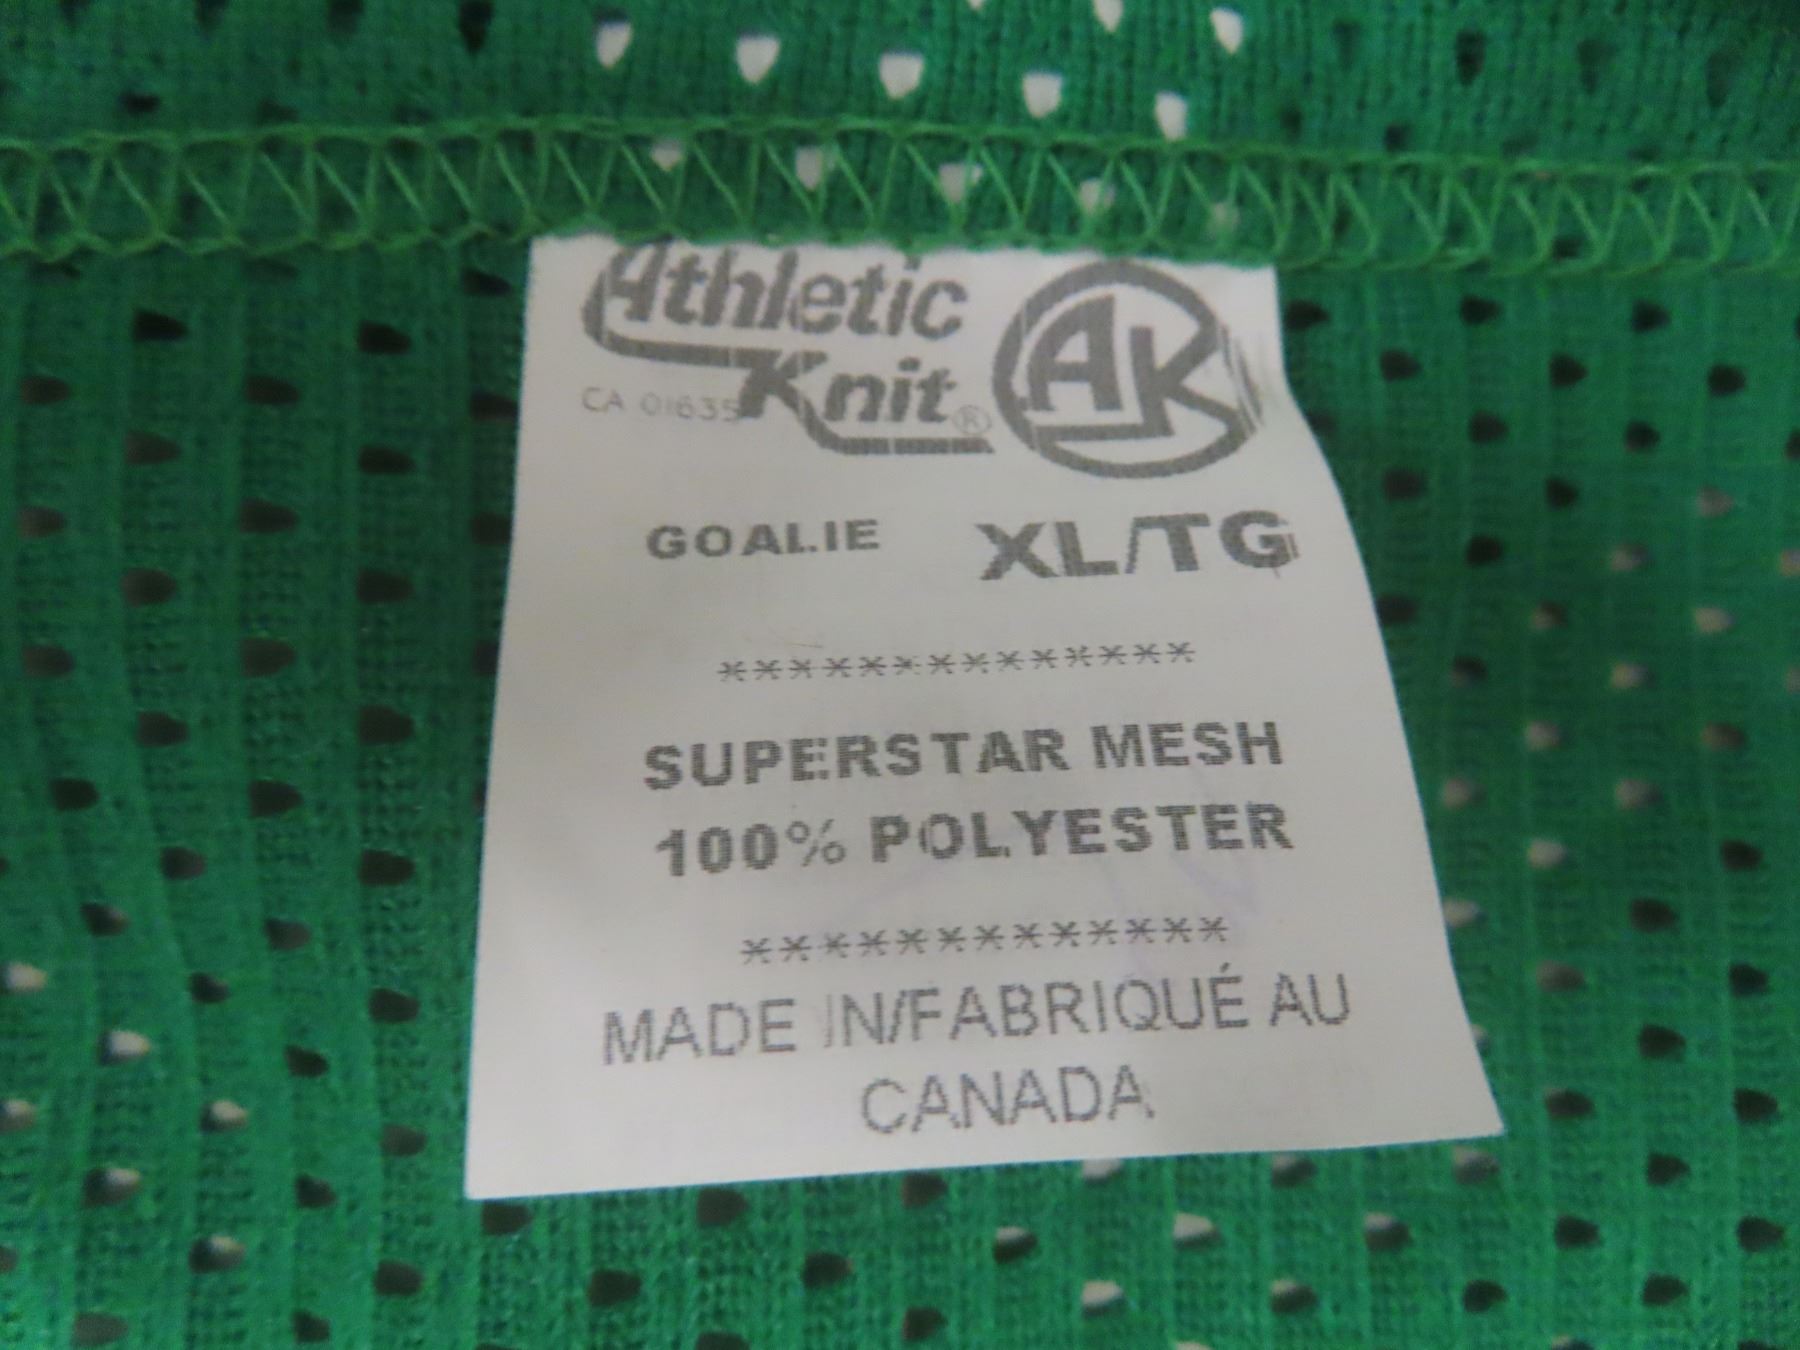 Athletic
Knit®
AK
CA 01635
GOALIE XL/TG
**************
SUPERSTAR MESH
100% POLYESTER
*************
MADE IN/FABRIQUÉ AU
CANADA